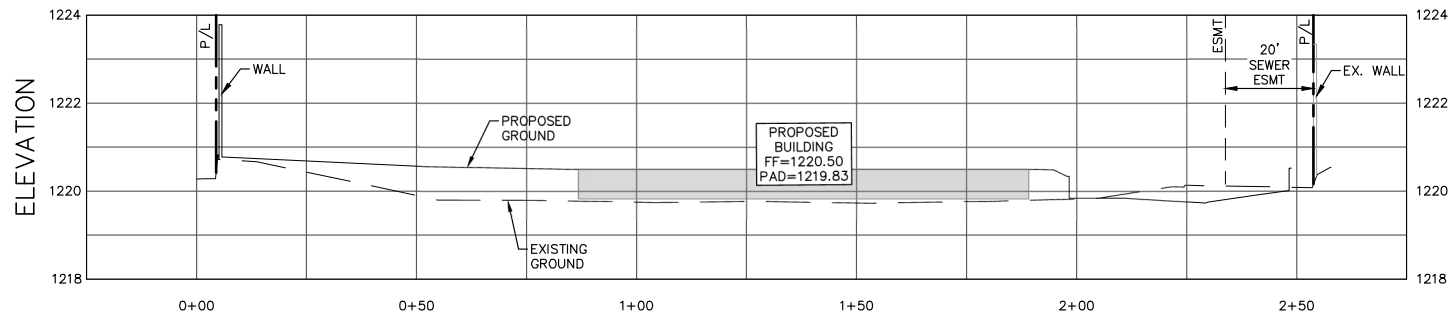 1224
1224
P/L
ESMT
P/L
20'
SEWER
ESMT
WALL
EX. WALL
1222
1222
ELEVATION
PROPOSED
GROUND
PROPOSED
BUILDING
FF=1220.50
PAD=1219.83
1220
1220
EXISTING
GROUND
1218
1218
0+00
0+50
1+00
1+50
2+00
2+50